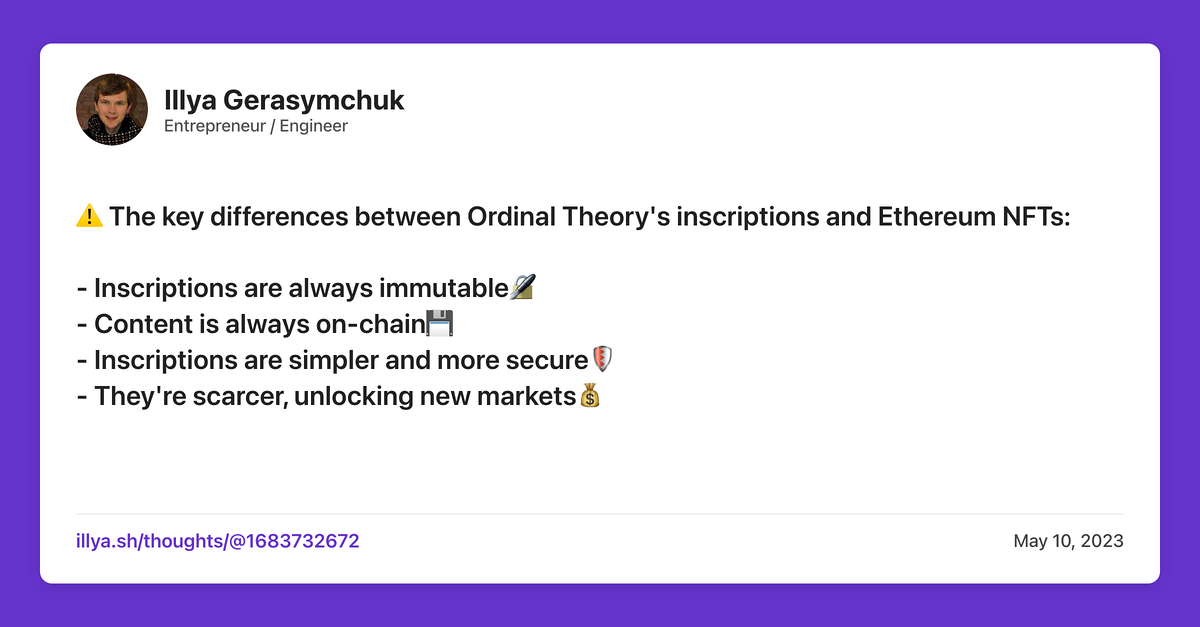 Illya Gerasymchuk
Entrepreneur / Engineer
⚠️ The key differences between Ordinal Theory's inscriptions and Ethereum NFTs:
- Inscriptions are always immutable✒️
- Content is always on-chain💾
- Inscriptions are simpler and more secure🛡️
- They're scarcer, unlocking new markets💰
illya.sh/thoughts/@1683732672
May 10, 2023